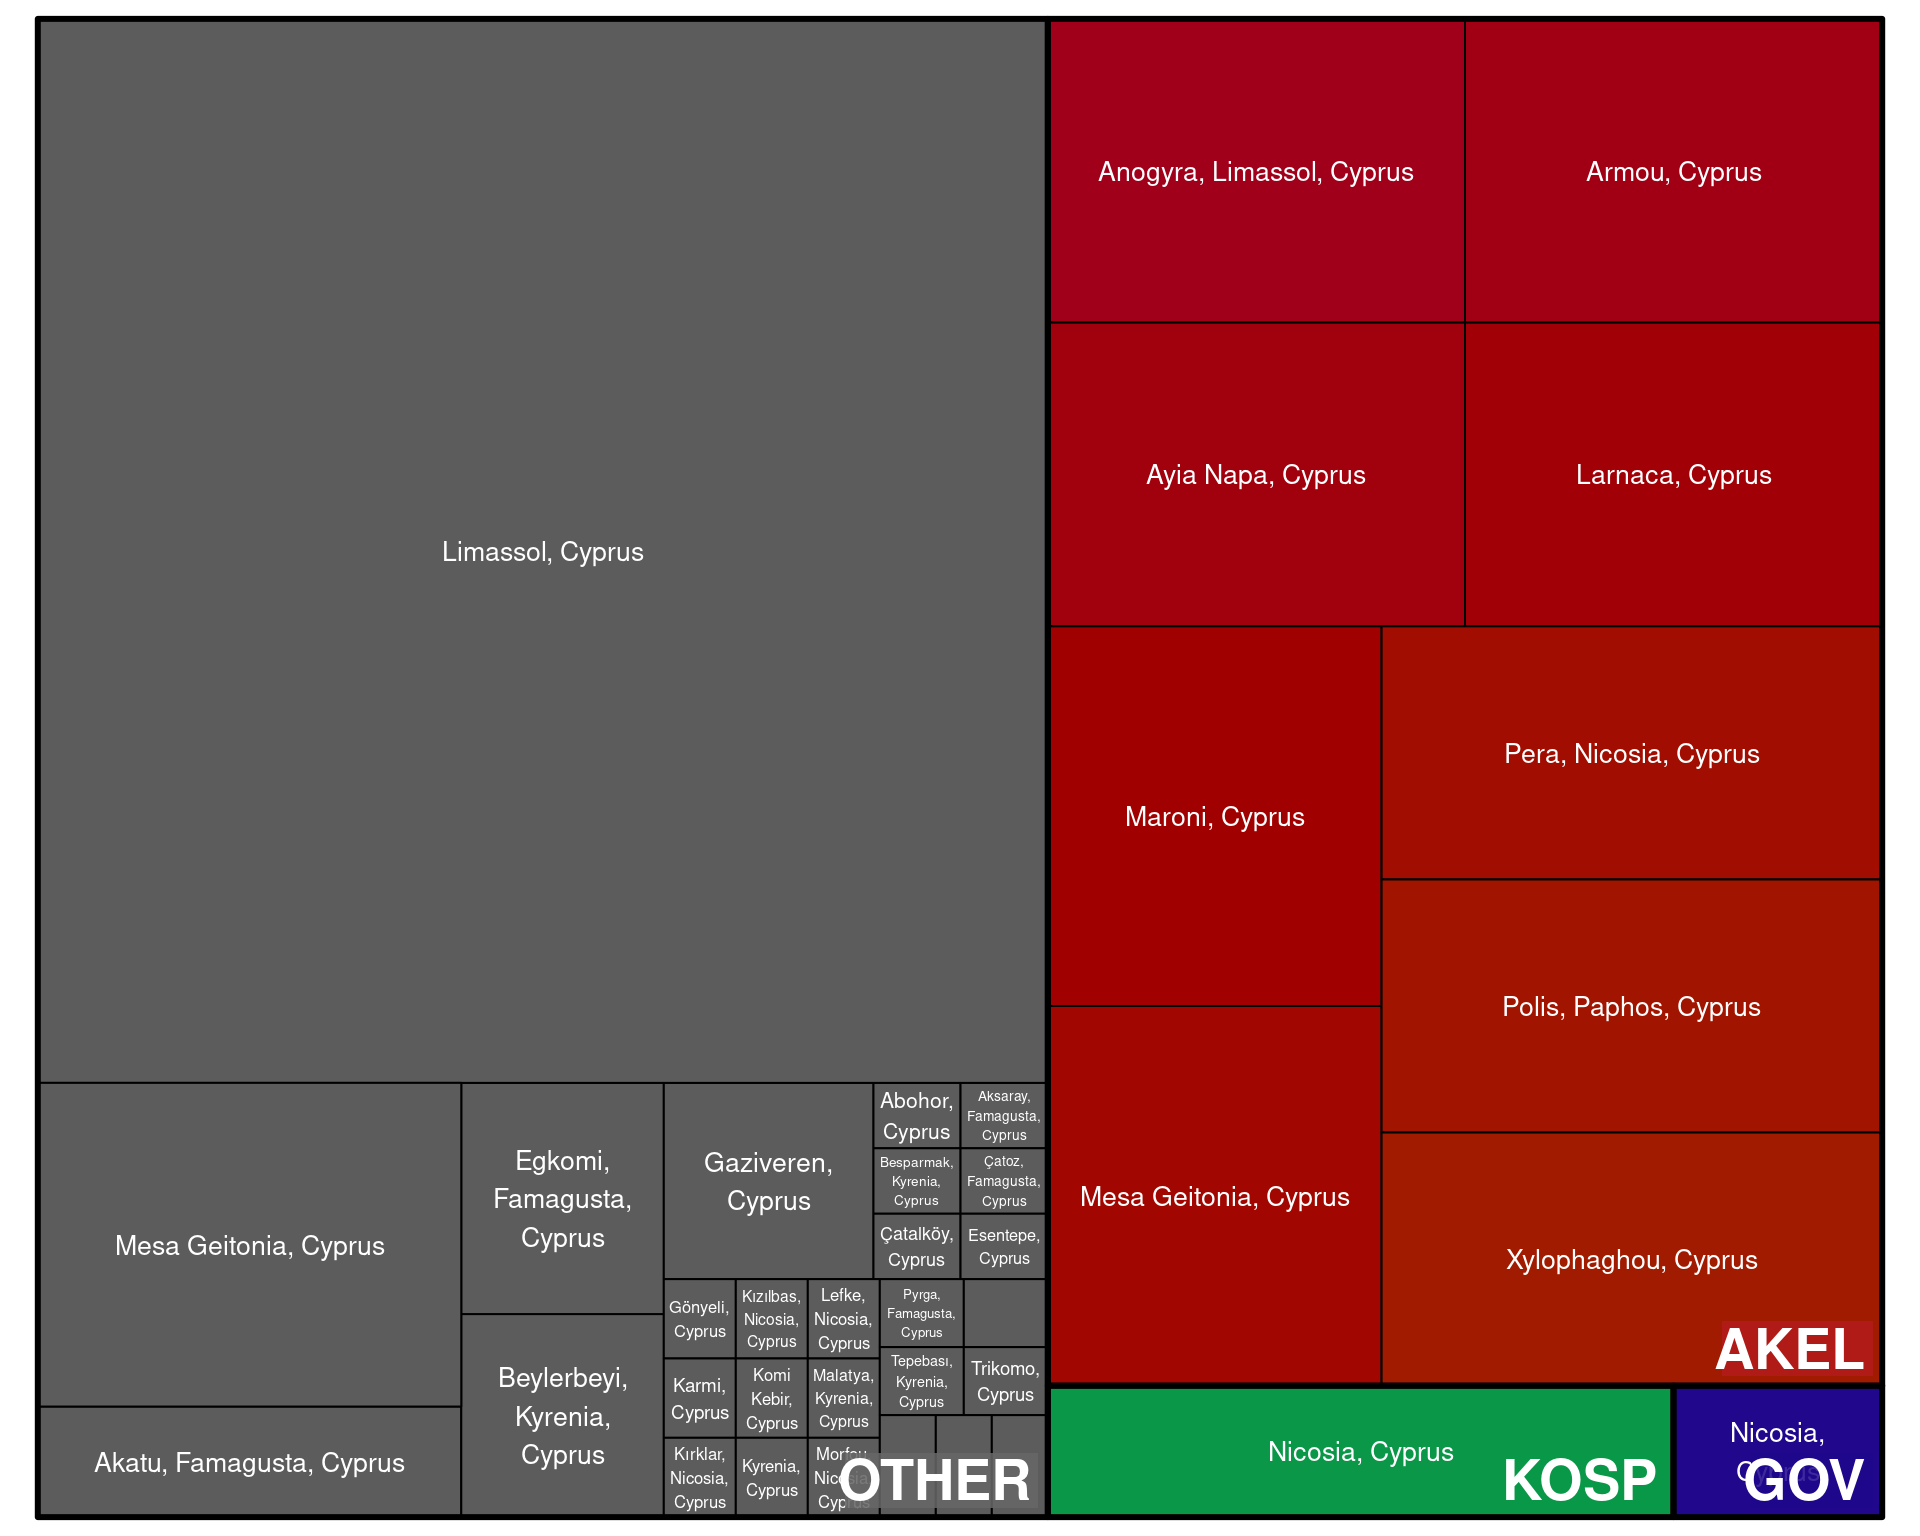 Limassol, Cyprus
Mesa Geitonia, Cyprus
Akatu, Famagusta, Cyprus
Egkomi,
Famagusta,
Cyprus
Beylerbeyi,
Kyrenia,
Cyprus
Gaziveren,
Cyprus
Abohor,
Cyprus
Aksaray,
Famagusta,
Cyprus
Besparmak,
Kyrenia,
Cyprus
Çatoz,
Famagusta,
Cyprus
Çatalköy,
Cyprus
Esentepe,
Cyprus
Gönyeli,
Cyprus
Kızılbas,
Nicosia,
Cyprus
Lefke,
Nicosia,
Cyprus
Karmi,
Cyprus
Komi
Kebir,
Cyprus
Malatya,
Kyrenia,
Cyprus
Kırklar,
Nicosia,
Cyprus
Kyrenia,
Cyprus
Pyrga,
Famagusta,
Cyprus
Tepebası,
Kyrenia,
Cyprus
Trikomo,
Cyprus
OTHER
Anogyra, Limassol, Cyprus
Armou, Cyprus
Ayia Napa, Cyprus
Larnaca, Cyprus
Maroni, Cyprus
Mesa Geitonia, Cyprus
Pera, Nicosia, Cyprus
Polis, Paphos, Cyprus
Xylophaghou, Cyprus
AKEL
Nicosia, Cyprus
KOSP
Nicosia,
GOV